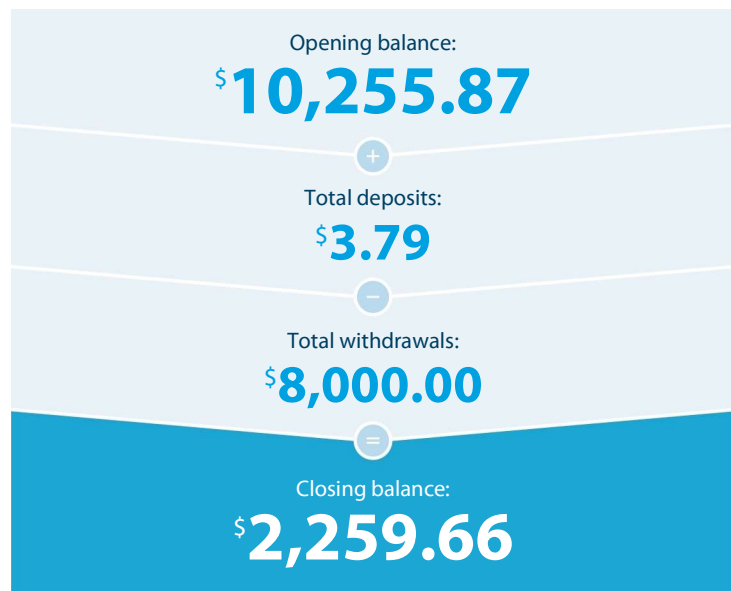 Opening balance:
$10,255.87
+
Total deposits:
$3.79
−
Total withdrawals:
$8,000.00
=
Closing balance:
$2,259.66